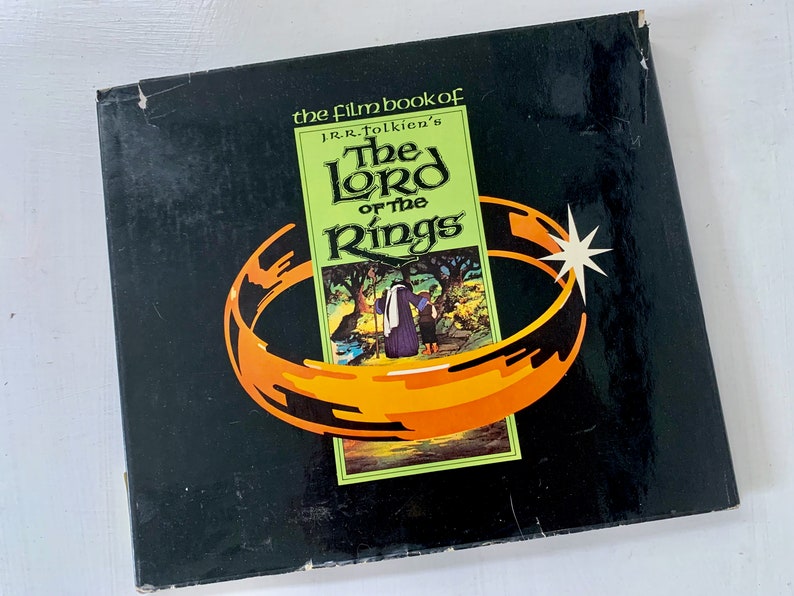 the film book of
J.R.R. Tolkien's
The
Lord
of the
Rings